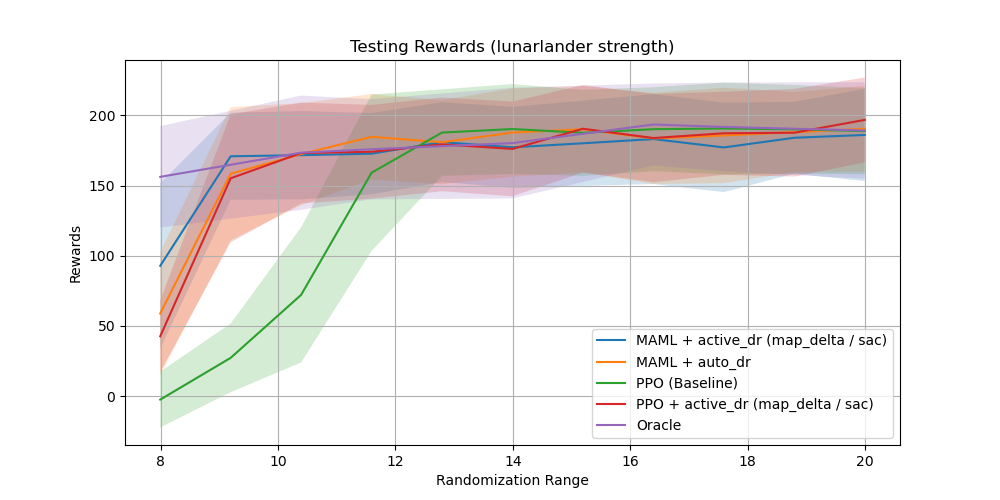 Testing Rewards (lunarlander strength)
Rewards
200
150
100
50
0
8
10
12
14
16
18
20
Randomization Range
MAML + active_dr (map_delta / sac)
MAML + auto_dr
PPO (Baseline)
PPO + active_dr (map_delta / sac)
Oracle